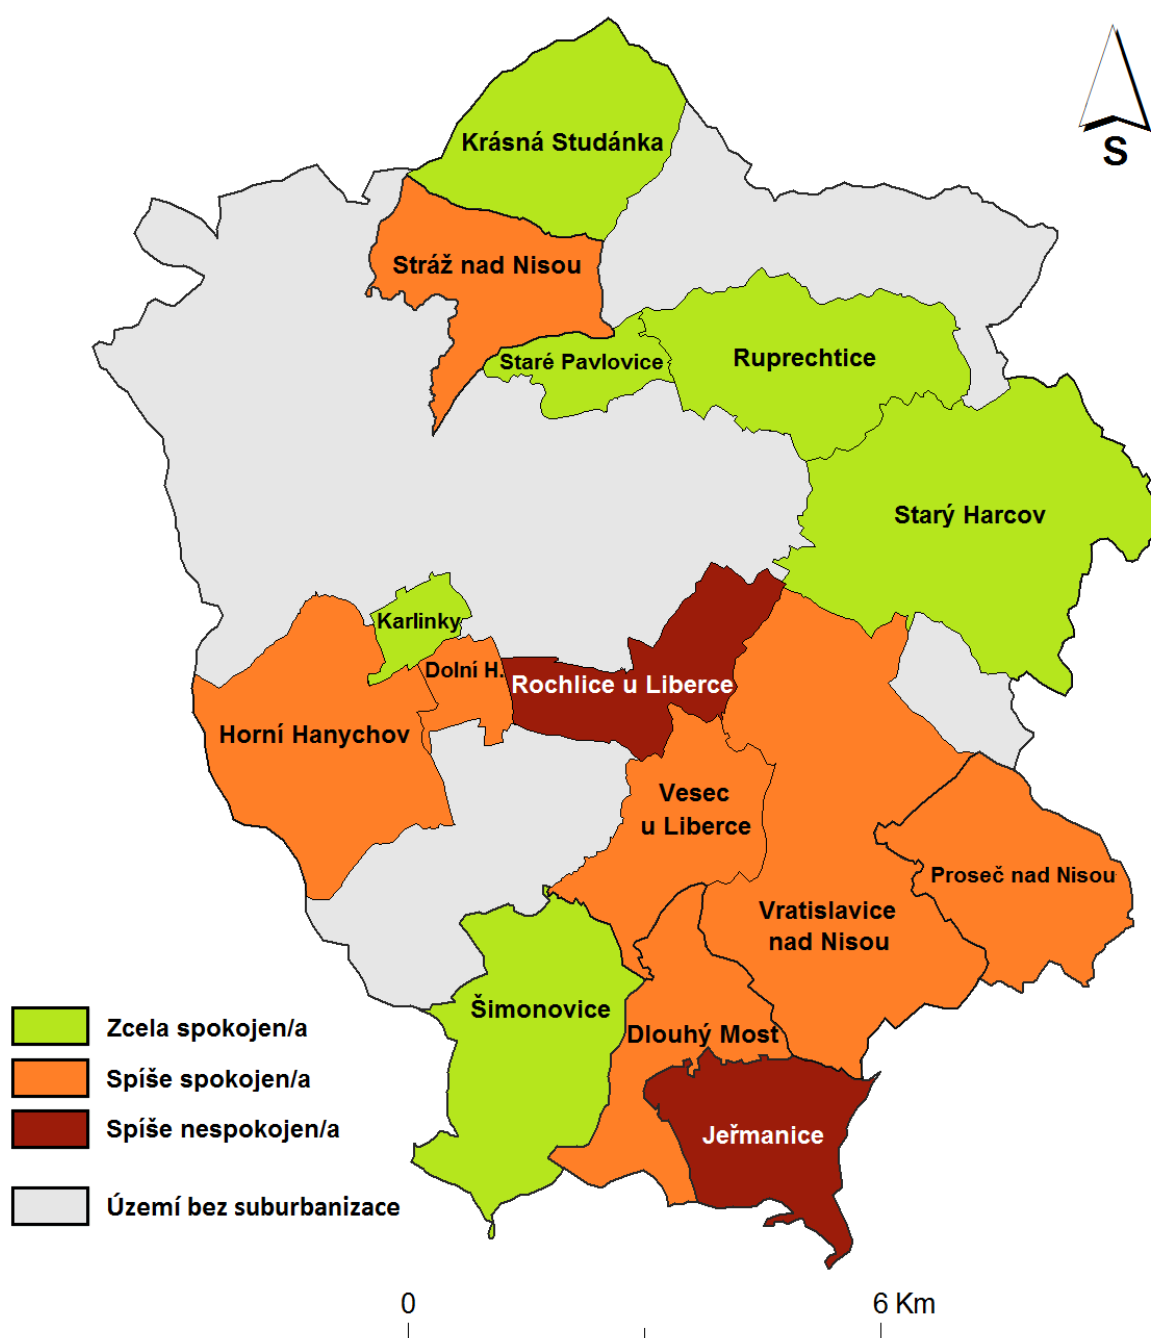 S
Krásná Studánka
Stráž nad Nisou
Staré Pavlovice
Ruprechtice
Starý Harcov
Karlinky
Dolní H.
Rochlice u Liberce
Horní Hanychov
Vesec
u Liberce
Proseč nad Nisou
Vratislavice
nad Nisou
Šimonovice
Dlouhý Most
Jeřmanice
Zcela spokojen/a
Spíše spokojen/a
Spíše nespokojen/a
Území bez suburbanizace
0
6 Km